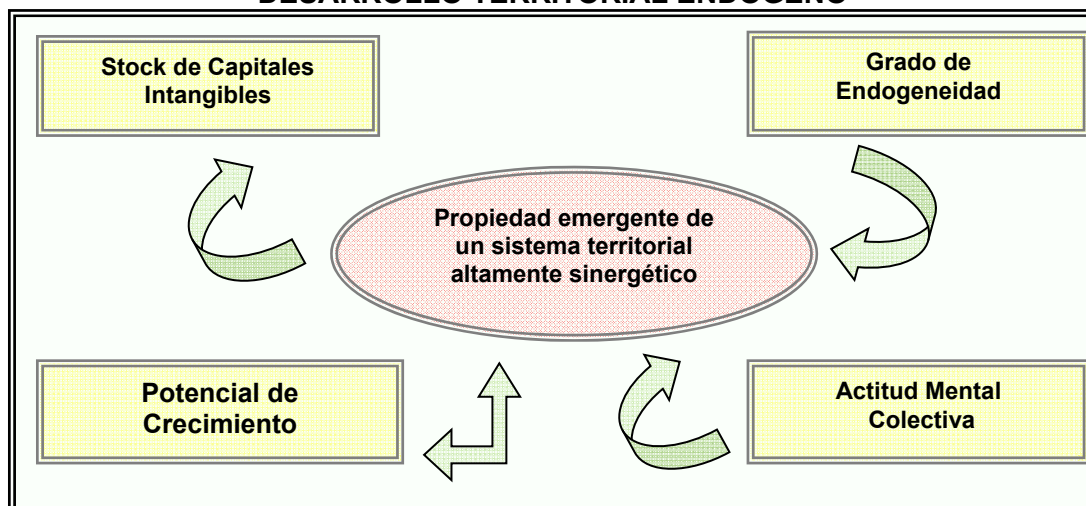 DESARROLLO TERRITORIAL ENDÓGENO
Stock de Capitales
Intangibles
Grado de
Endogeneidad
Propiedad emergente de
un sistema territorial
altamente sinergético
Potencial de
Crecimiento
Actitud Mental
Colectiva